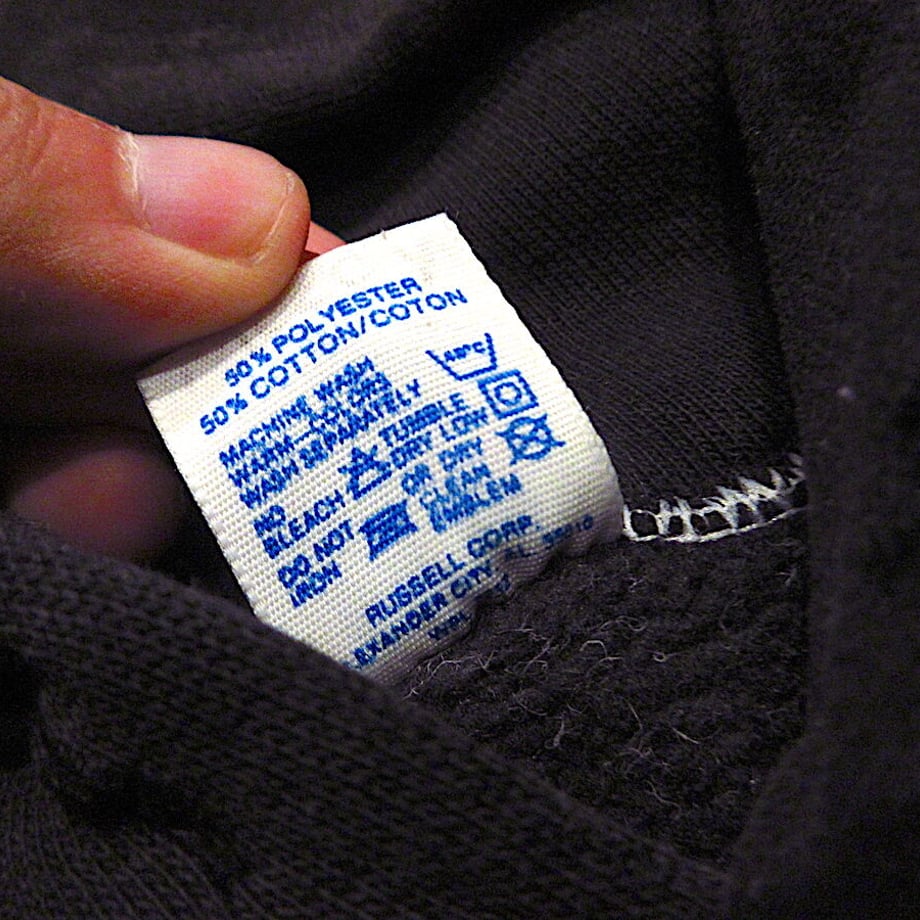 50% POLYESTER
50% COTTON/COTON
MACHINE WASH
WARM-COLORS
WASH SEPARATELY
40°C
NO
BLEACH
TUMBLE
DRY LOW
DO NOT
IRON
OR DRY
CLEAN
EMBLEM
RUSSELL CORP.
EXANDER CITY, AL.